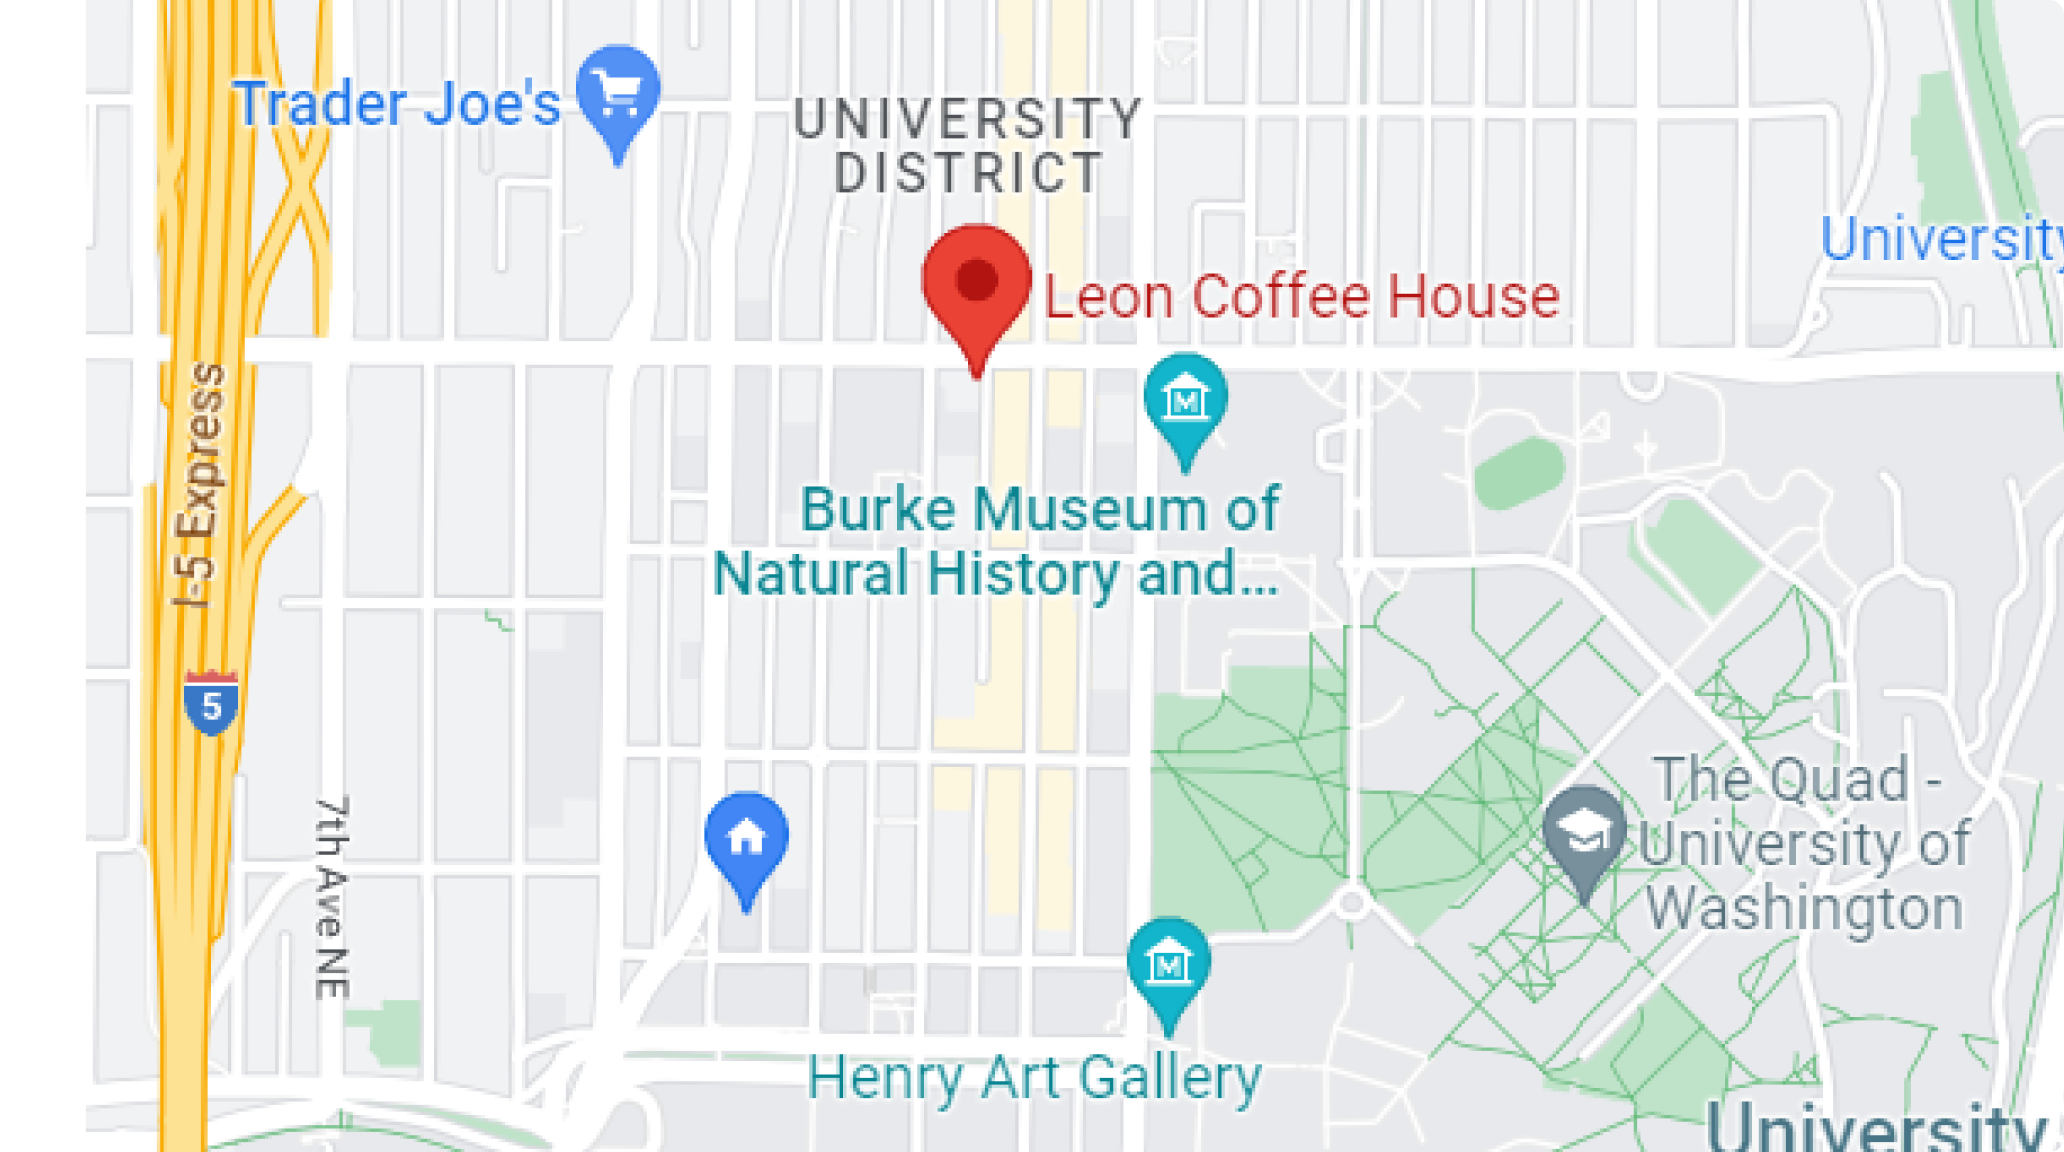 Trader Joe's
UNIVERSITY
DISTRICT
University
Leon Coffee House
I-5 Express
M
Burke Museum of
Natural History and...
5
The Quad -
University of
Washington
7th Ave NE
M
Henry Art Gallery
University